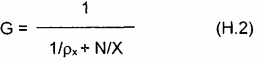 G = 1 / (1/ρx + N/X) (H.2)